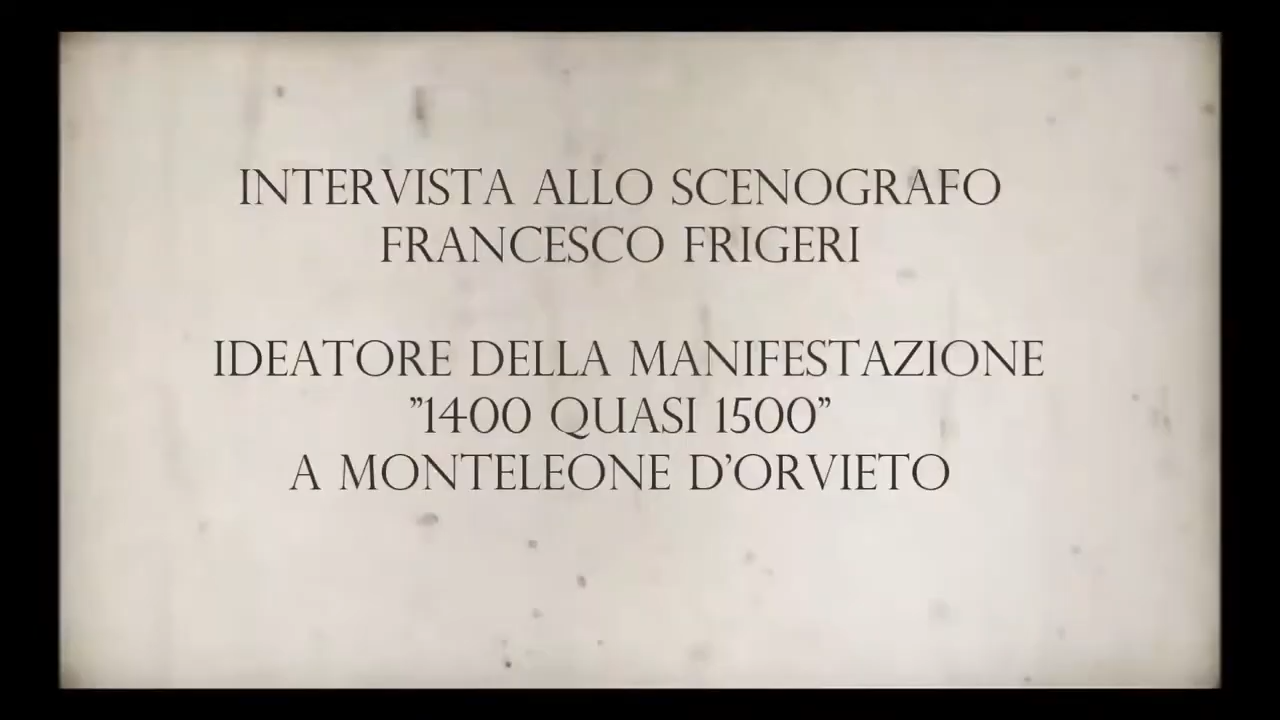 INTERVISTA ALLO SCENOGRAFO
FRANCESCO FRIGERI
IDEATORE DELLA MANIFESTAZIONE
"1400 QUASI 1500"
A MONTELEONE D'ORVIETO